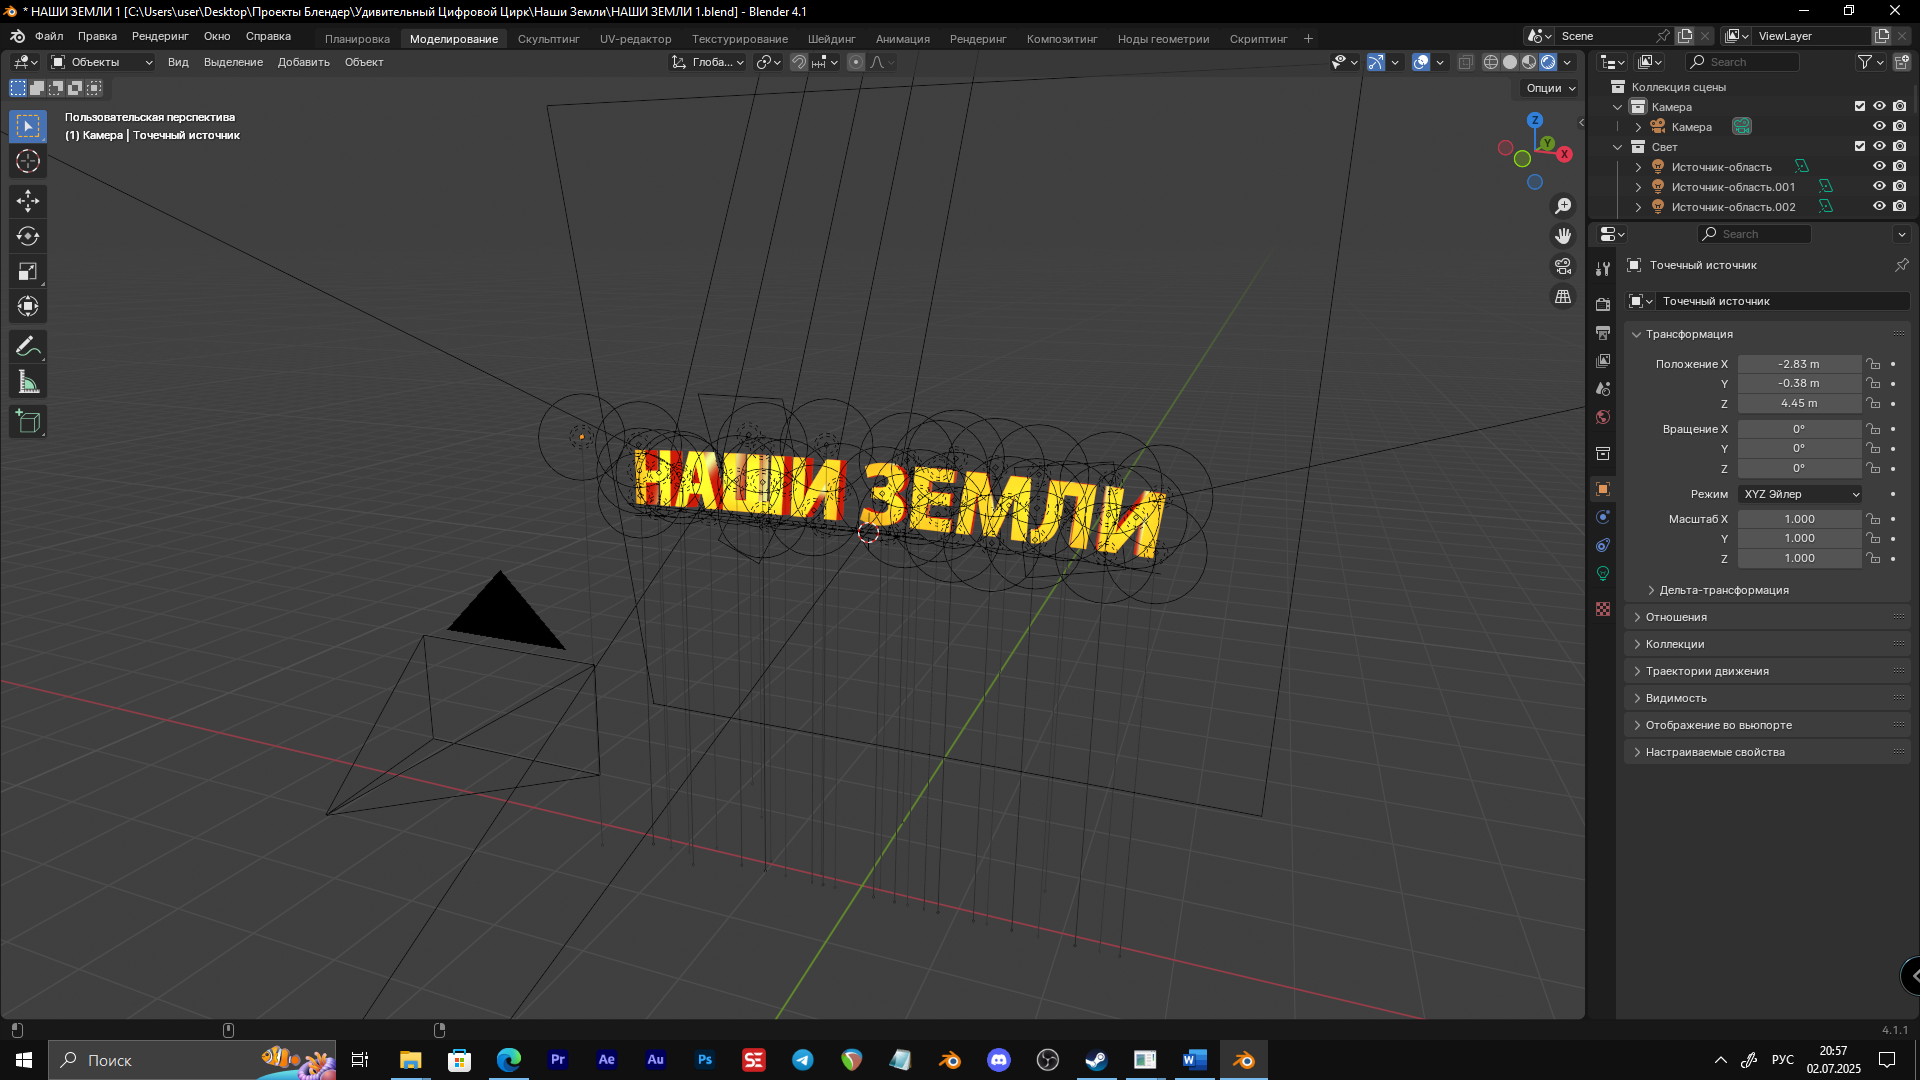 * НАШИ ЗЕМЛИ 1 [C:\Users\user\Desktop\Проекты Блендер\Удивительный Цифровой Цирк\Наши Земли\НАШИ ЗЕМЛИ 1.blend] - Blender 4.1
Файл Правка Рендеринг Окно Справка Планировка Моделирование Скульптинг UV-редактор Текстурирование Шейдинг Анимация Рендеринг Композитинг Ноды геометрии Скриптинг + Scene ViewLayer
Объекты Вид Выделение Добавить Объект Глоба... Search
Опции
Коллекция сцены
Камера
Камера
Свет
Источник-область
Источник-область.001
Источник-область.002
Пользовательская перспектива
(1) Камера | Точечный источник
Z
Y
X
НАШИ ЗЕМЛИ
Search
Точечный источник
Точечный источник
Трансформация
Положение X -2.83 m
Y -0.38 m
Z 4.45 m
Вращение X 0°
Y 0°
Z 0°
Режим XYZ Эйлер
Масштаб X 1.000
Y 1.000
Z 1.000
Дельта-трансформация
Отношения
Коллекции
Траектории движения
Видимость
Отображение во вьюпорте
Настраиваемые свойства
4.1.1
Поиск Pr Ae Au Ps SE W РУС 20:57
02.07.2025